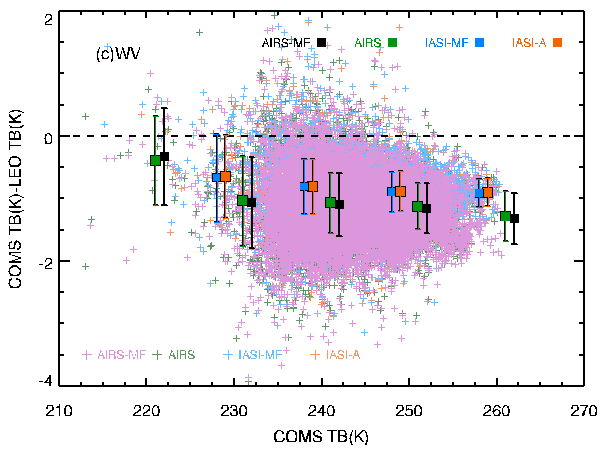 2
(c)WV
AIRS-MF AIRS IASI-MF IASI-A
0
COMS TB(K)-LEO TB(K)
-2
AIRS-MF AIRS IASI-MF IASI-A
-4
210 220 230 240 250 260 270
COMS TB(K)